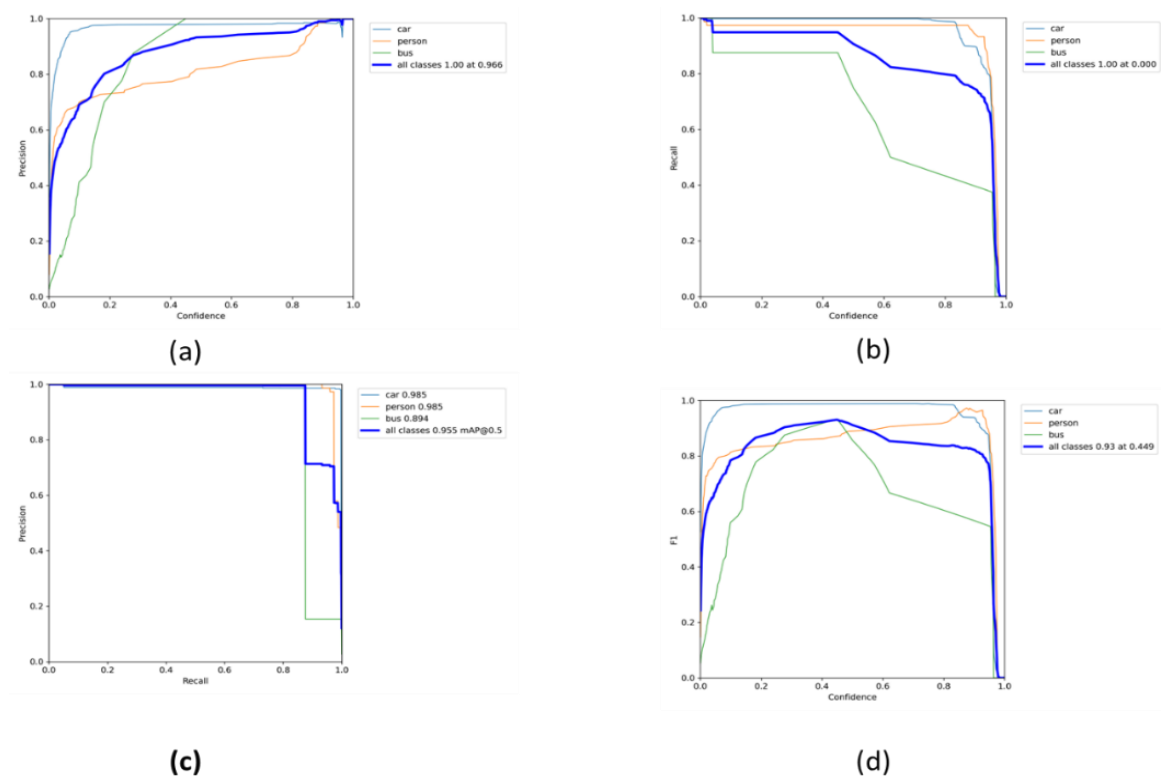 1.0
0.8
0.6
0.4
0.2
0.0
Precision
0.0 0.2 0.4 0.6 0.8 1.0
Confidence
car
person
bus
all classes 1.00 at 0.966
(a)
1.0
0.8
0.6
0.4
0.2
0.0
Recall
0.0 0.2 0.4 0.6 0.8 1.0
Confidence
car
person
bus
all classes 1.00 at 0.000
(b)
1.0
0.8
0.6
0.4
0.2
0.0
Precision
0.0 0.2 0.4 0.6 0.8 1.0
Recall
car 0.985
person 0.985
bus 0.894
all classes 0.955 mAP@0.5
(c)
1.0
0.8
0.6
0.4
0.2
0.0
F1
0.0 0.2 0.4 0.6 0.8 1.0
Confidence
car
person
bus
all classes 0.93 at 0.449
(d)